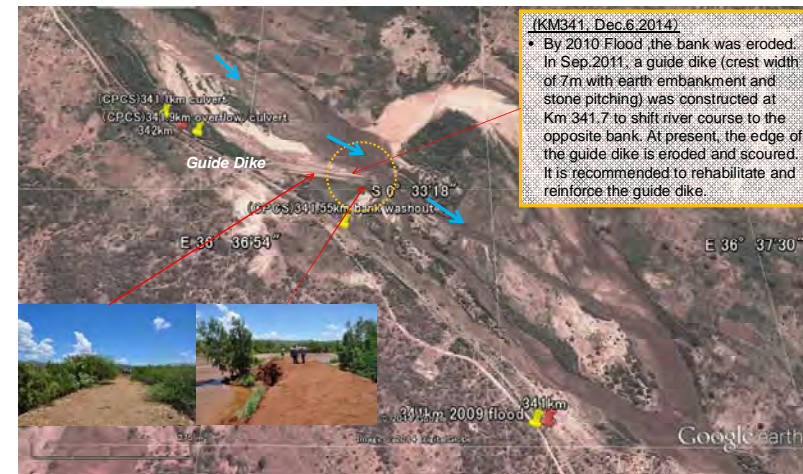 (KM341, Dec.6,2014)
• By 2010 Flood ,the bank was eroded.
In Sep.2011, a guide dike (crest width
of 7m with earth embankment and
stone pitching) was constructed at
Km 341.7 to shift river course to the
opposite bank. At present, the edge of
the guide dike is eroded and scoured.
It is recommended to rehabilitate and
reinforce the guide dike.
(CPCS)341.1km culvert
(CPCS)341.9km overflow/culvert
342km
Guide Dike
S 0° 33'18"
(CPCS)341.55km bank washout
E 36° 36'54"
E 36° 37'30"
341km
341km 2009 flood
Google earth